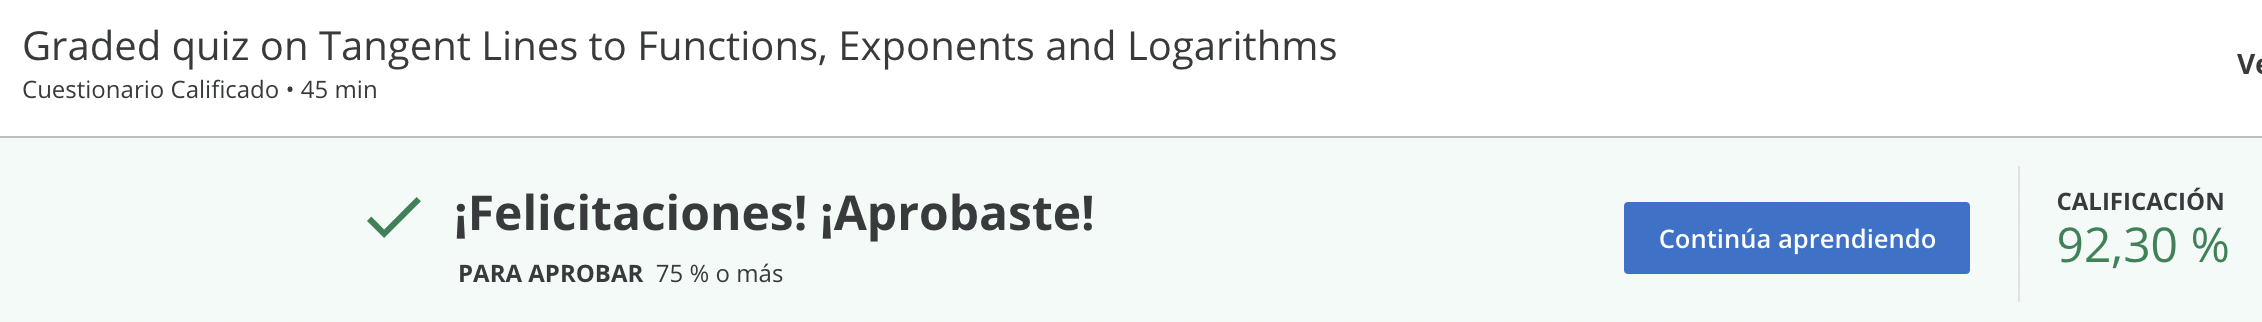 Graded quiz on Tangent Lines to Functions, Exponents and Logarithms
Cuestionario Calificado • 45 min
¡Felicitaciones! ¡Aprobaste!
PARA APROBAR 75 % o más
Continúa aprendiendo
CALIFICACIÓN
92,30 %